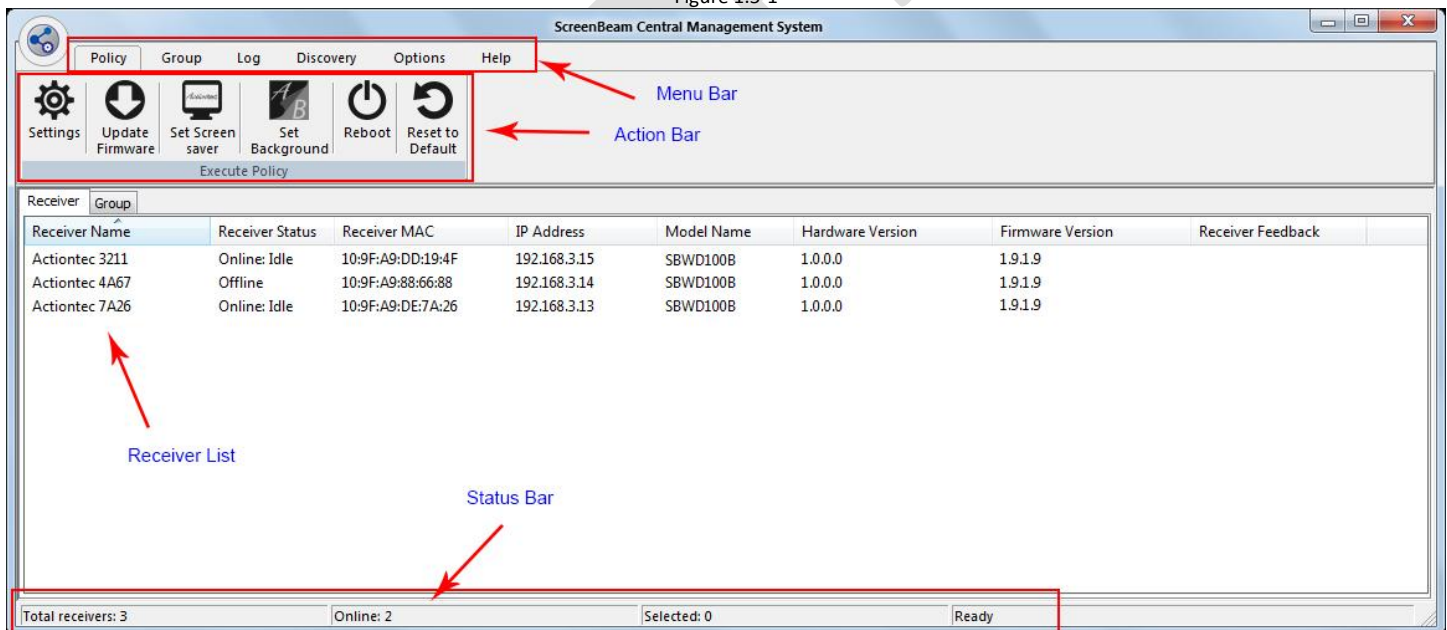 Figure 1.3-1
ScreenBeam Central Management System
Policy Group Log Discovery Options Help
Menu Bar
Settings Update Firmware Set Screen saver Set Background Reboot Reset to Default
Actiontec
A B
Action Bar
Execute Policy
Receiver Group
Receiver Name Receiver Status Receiver MAC IP Address Model Name Hardware Version Firmware Version Receiver Feedback
Actiontec 3211 Online: Idle 10:9F:A9:DD:19:4F 192.168.3.15 SBWD100B 1.0.0.0 1.9.1.9
Actiontec 4A67 Offline 10:9F:A9:88:66:88 192.168.3.14 SBWD100B 1.0.0.0 1.9.1.9
Actiontec 7A26 Online: Idle 10:9F:A9:DE:7A:26 192.168.3.13 SBWD100B 1.0.0.0 1.9.1.9
Receiver List
Status Bar
Total receivers: 3 Online: 2 Selected: 0 Ready